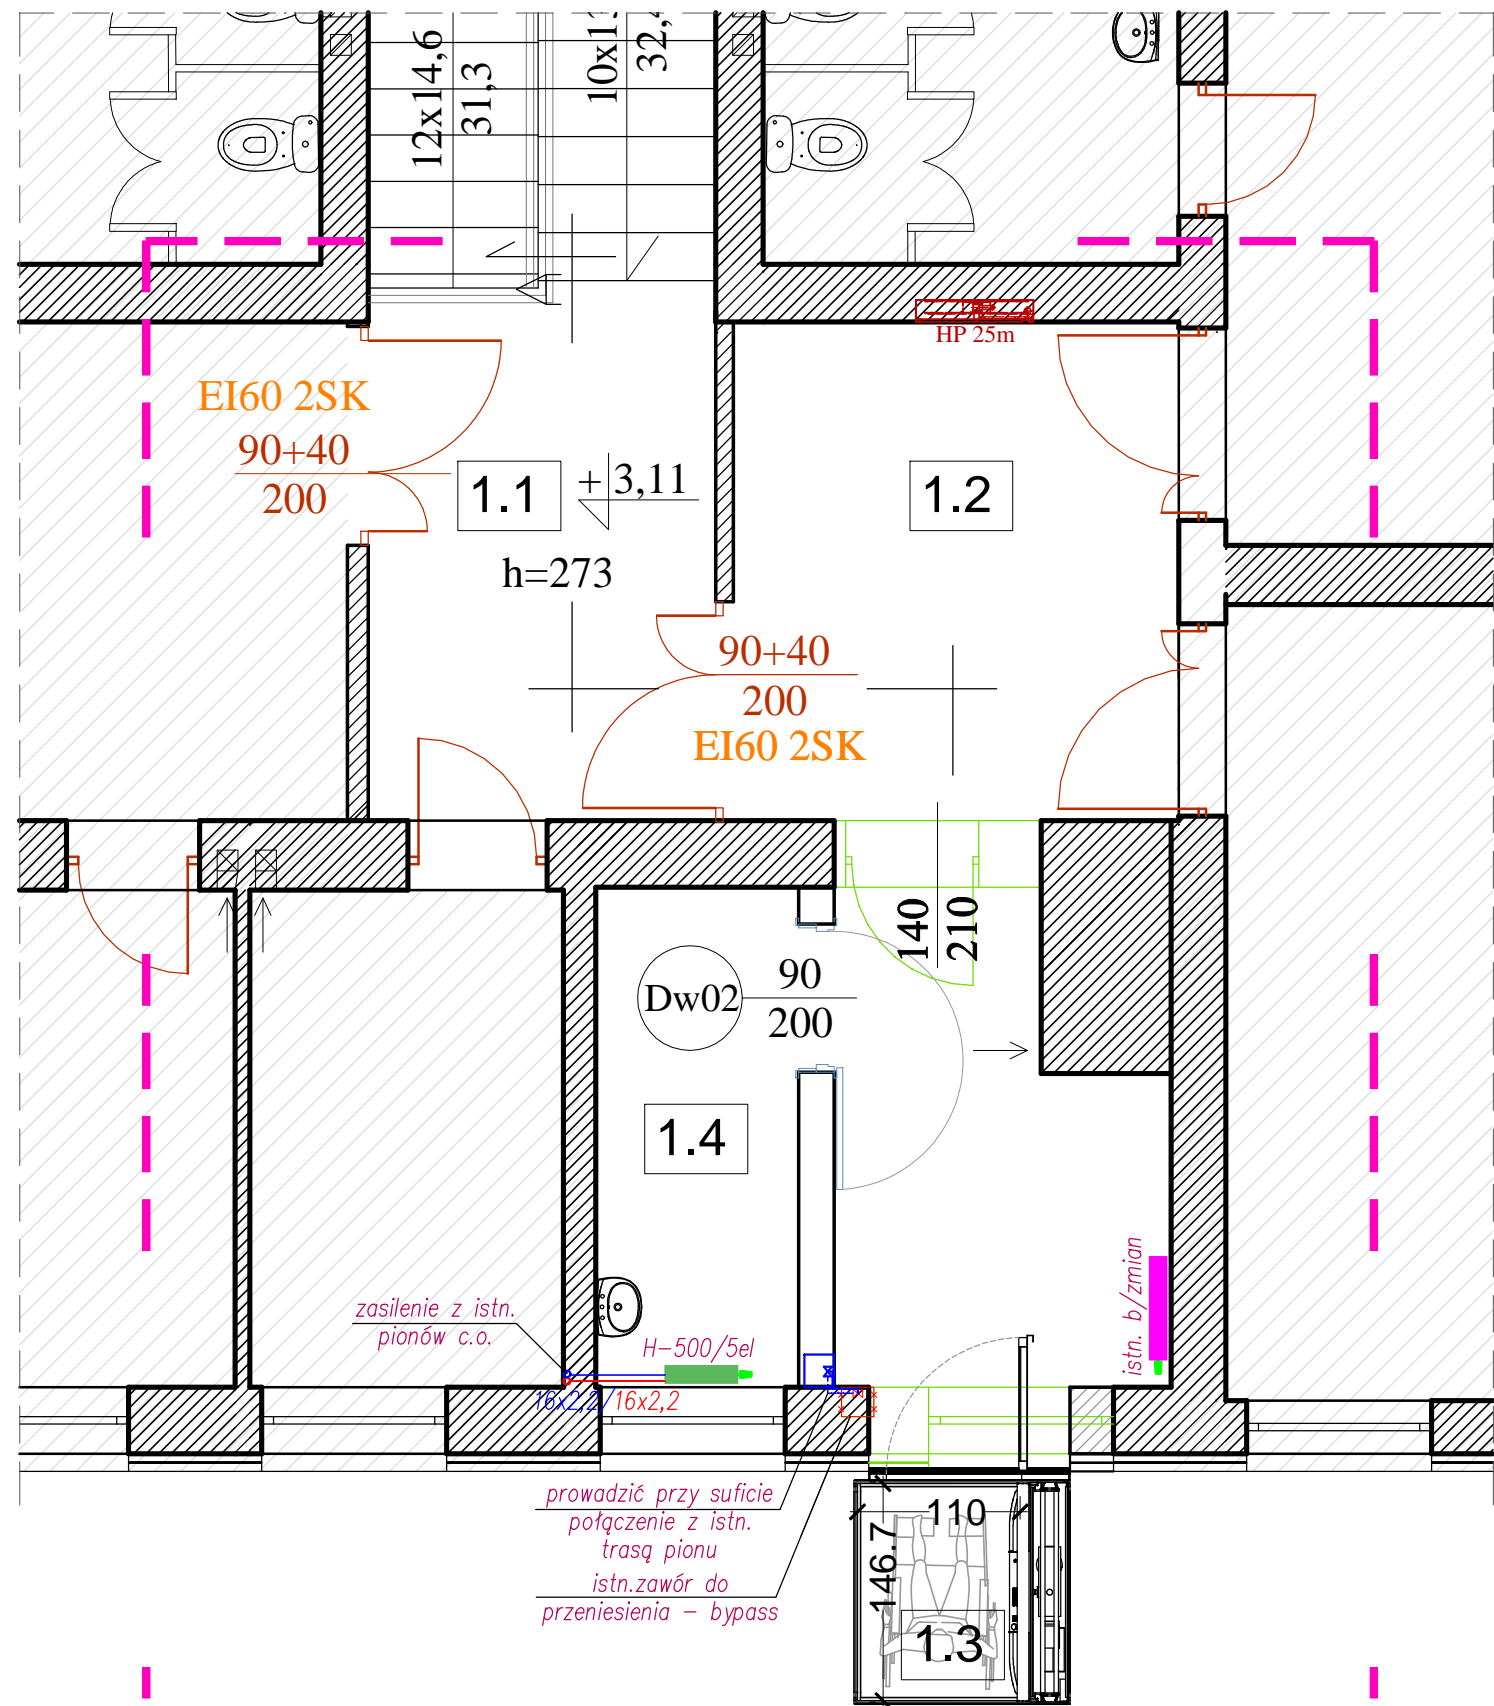 12x14,6
31,3
HP 25m
EI60 2SK
90+40
200
1.1
+3,11
1.2
h=273
90+40
200
EI60 2SK
140
210
Dw02
90
200
1.4
istn. b/zmian
zasilenie z istn.
pionów c.o.
H-500/5el
16x2,2/16x2,2
prowadzić przy suficie
połączenie z istn.
trasą pionu
istn.zawór do
przeniesienia - bypass
110
146.7
1.3